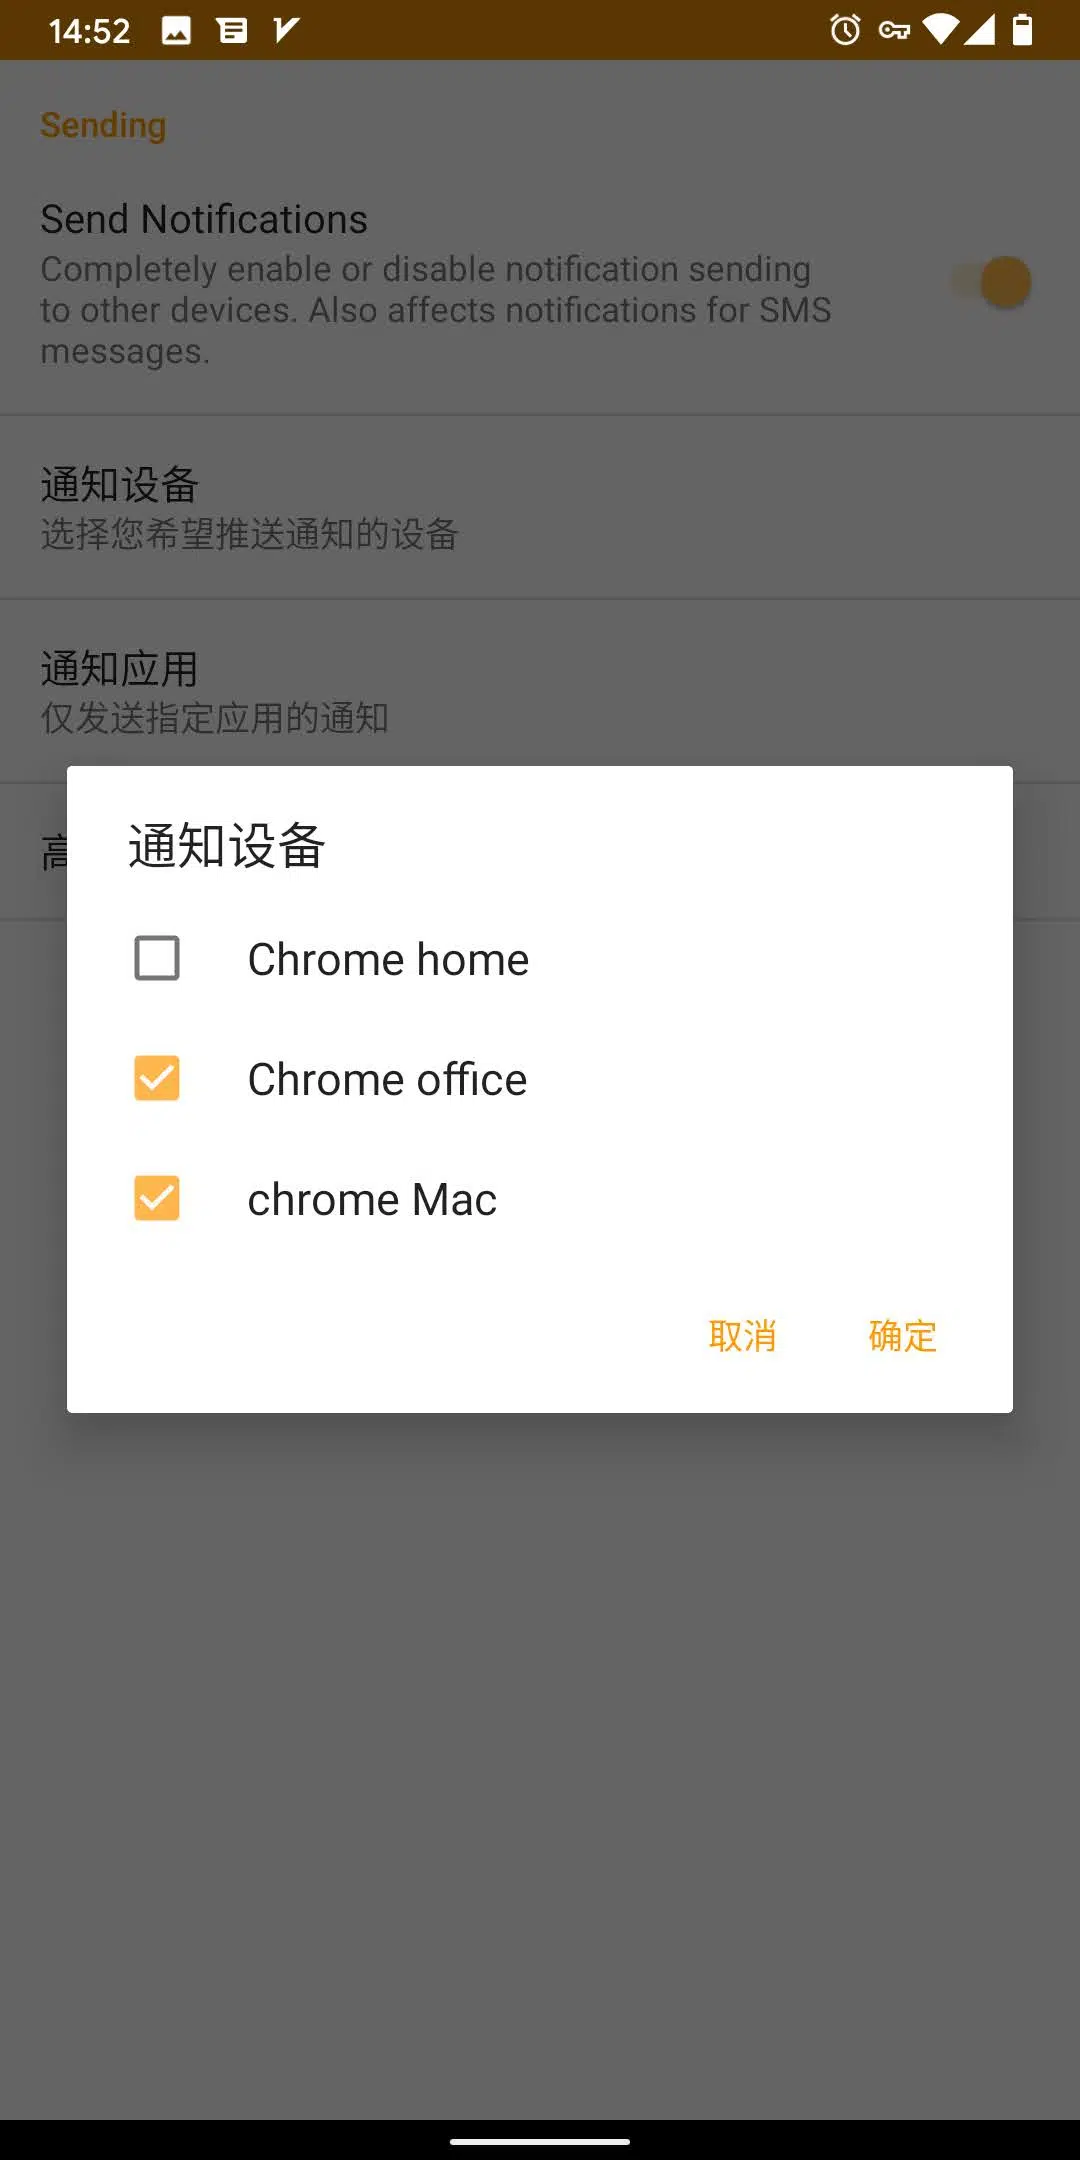 14:52
Sending
Send Notifications
Completely enable or disable notification sending
to other devices. Also affects notifications for SMS
messages.
通知设备
选择您希望推送通知的设备
通知应用
仅发送指定应用的通知
高
通知设备
Chrome home
Chrome office
chrome Mac
取消
确定